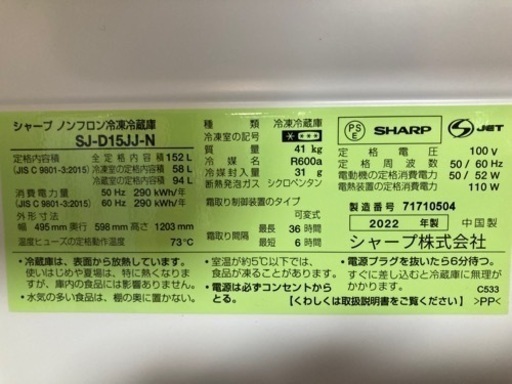 シャープ ノンフロン冷凍冷蔵庫
SJ-D15JJ-N
定格内容積 全定格内容積 152 L
(JIS C 9801-3:2015) 冷凍室の定格内容積 58 L
冷蔵室の定格内容積 94 L
消費電力量 50 Hz 290 kWh/年
(JIS C 9801-3:2015) 60 Hz 290 kWh/年
外形寸法
幅 495 mm 奥行 598 mm 高さ 1203 mm
温度ヒューズの定格動作温度 73℃
種類 冷凍冷蔵庫
冷凍室の記号
質量 41 kg
冷媒名 R600a
冷媒封入量 31 g
断熱発泡ガス シクロペンタン
霜取り制御装置のタイプ
可変式
霜取り間隔 最長 36 時間
最短 6 時間
PS
E
SHARP
JET
定格電圧 100 V
定格周波数 50 / 60 Hz
電動機の定格消費電力 50 / 52 W
電熱装置の定格消費電力 110 W
製造番号 71710504
2022 年製 中国製
シャープ株式会社
• 冷蔵庫は、表面から放熱しています。
使いはじめや夏場は、特に熱くなりま
すが、庫内の食品には影響ありません。
• 水気の多い食品は、棚の奥に置かない。
• 室温が約5℃以下では、
食品が凍ることがあります。
• 電源は必ずコンセントから
とる。
• 電源プラグを抜いたら6分待つ。
すぐに差し込むと冷蔵庫に無理が
かかります。
C533
【くわしくは取扱説明書をご覧ください】 >PP<